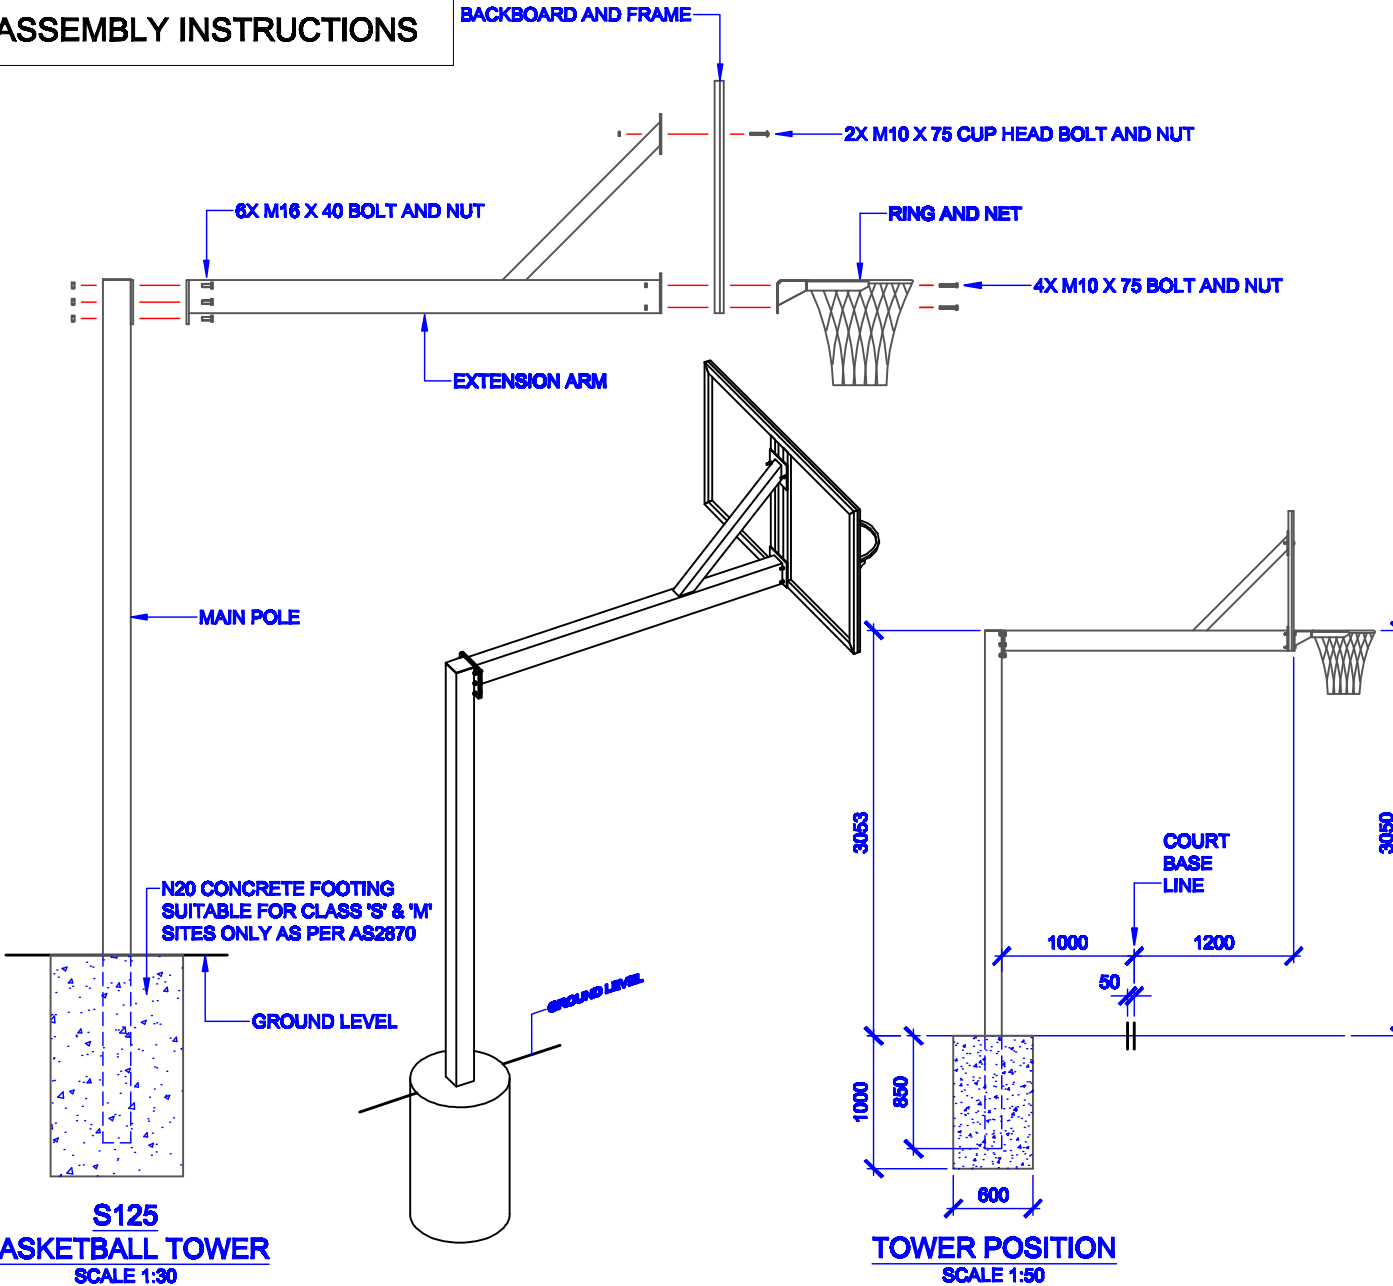 ASSEMBLY INSTRUCTIONS
BACKBOARD AND FRAME
2X M10 X 75 CUP HEAD BOLT AND NUT
6X M16 X 40 BOLT AND NUT
RING AND NET
4X M10 X 75 BOLT AND NUT
EXTENSION ARM
MAIN POLE
N20 CONCRETE FOOTING
SUITABLE FOR CLASS 'S' & 'M'
SITES ONLY AS PER AS2870
GROUND LEVEL
GROUND LEVEL
3053
3050
COURT
BASE
LINE
1000
1200
50
1000
850
600
S125
ASKETBALL TOWER
SCALE 1:30
TOWER POSITION
SCALE 1:50